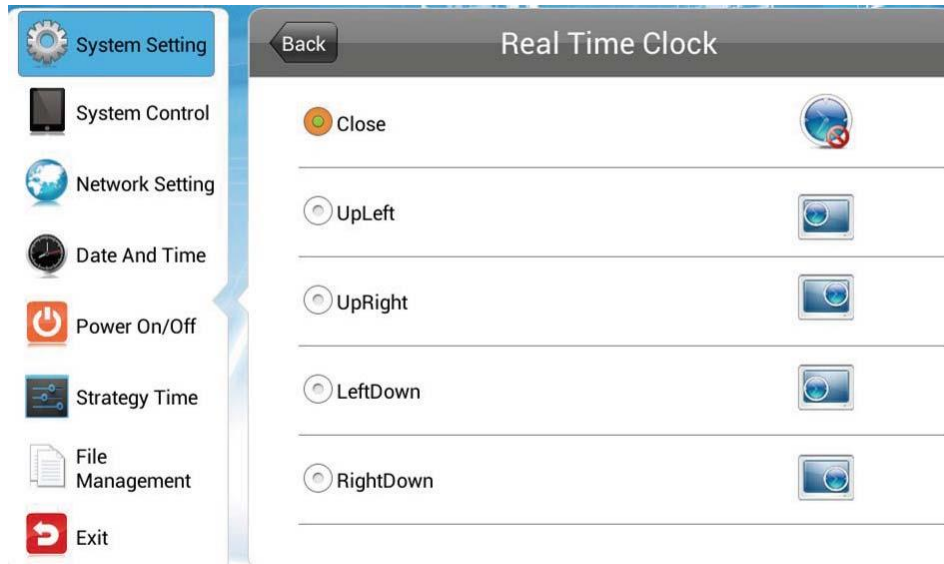 System Setting
System Control
Network Setting
Date And Time
Power On/Off
Strategy Time
File
Management
Exit
Back
Real Time Clock
Close
UpLeft
UpRight
LeftDown
RightDown